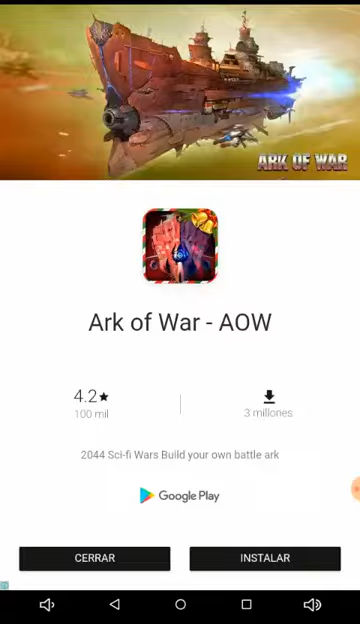 ARK OF WAR
Ark of War - AOW
4.2★
100 mil
3 millones
2044 Sci-fi Wars Build your own battle ark
Google Play
CERRAR
INSTALAR